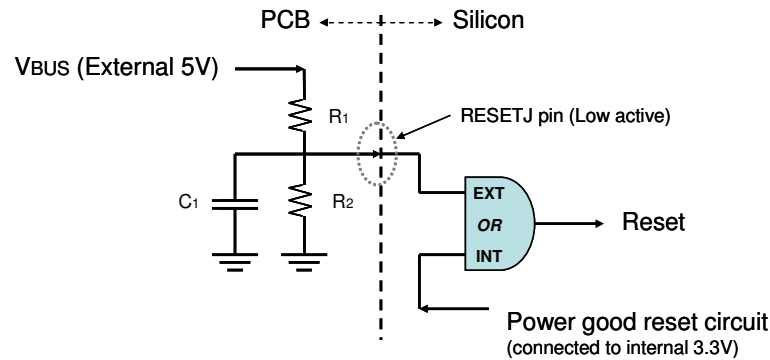 PCB Silicon
VBUS (External 5V)
R1
RESETJ pin (Low active)
C1
R2
EXT
OR
INT
Reset
Power good reset circuit
(connected to internal 3.3V)